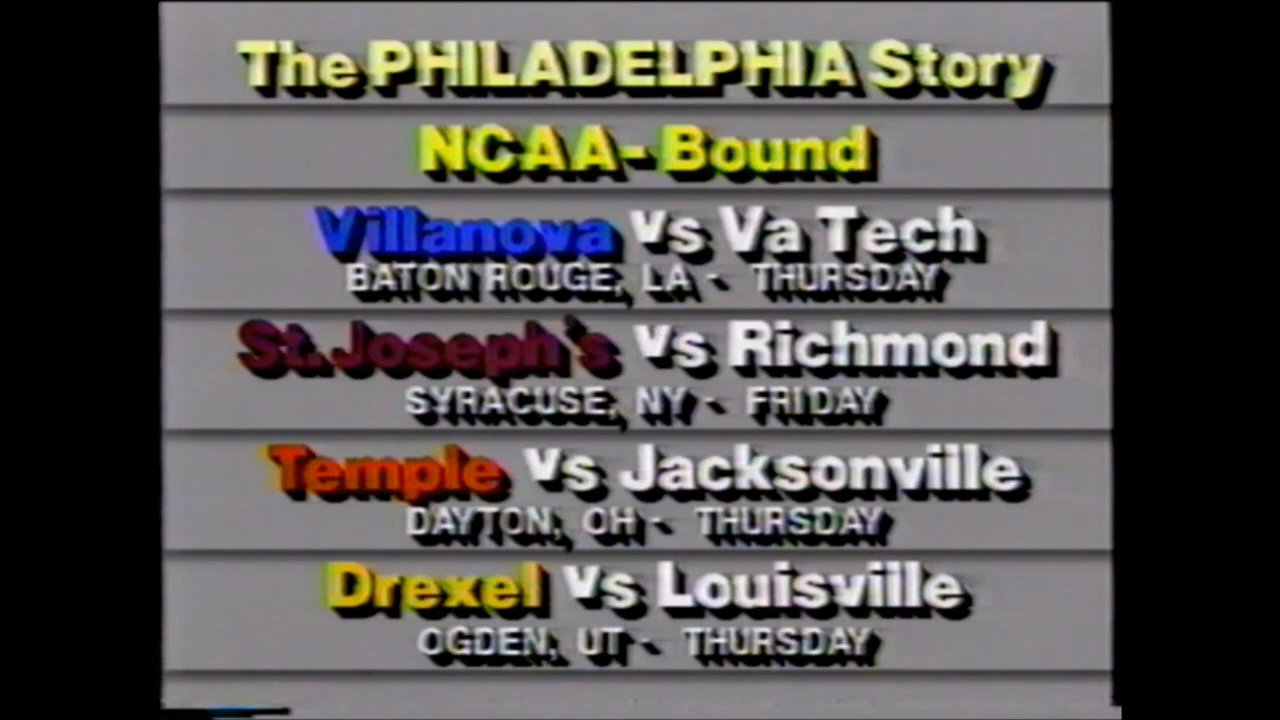 The PHILADELPHIA Story
NCAA-Bound
Villanova vs Va Tech
BATON ROUGE, LA - THURSDAY
St. Joseph's vs Richmond
SYRACUSE, NY - FRIDAY
Temple vs Jacksonville
DAYTON, OH - THURSDAY
Drexel vs Louisville
OGDEN, UT - THURSDAY